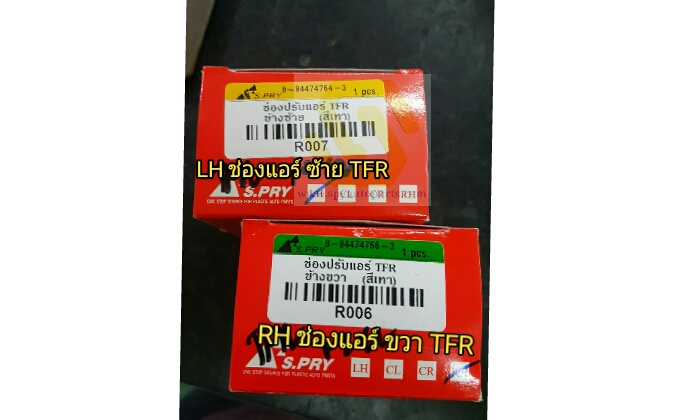 8-94474764-3
S.PRY
1 pcs.
ช่องปรับแอร์ TFR
ข้างซ้าย (สีเทา)
R007
LH ช่องแอร์ ซ้าย TFR
S.PRY
ONE STOP SOURCE FOR PLASTIC AUTO PARTS
8-94474766-3
S.PRY
1 pcs.
ช่องปรับแอร์ TFR
ข้างขวา (สีเทา)
R006
RH ช่องแอร์ ขวา TFR
S.PRY
ONE STOP SOURCE FOR PLASTIC AUTO PARTS
LH CL CR